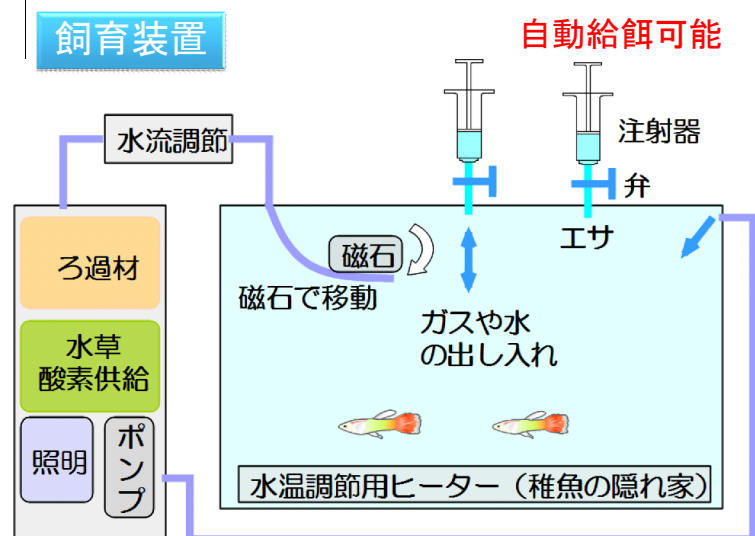 飼育装置
自動給餌可能
水流調節
注射器
弁
エサ
磁石
磁石で移動
ガスや水
の出し入れ
ろ過材
水草
酸素供給
照明
ポンプ
水温調節用ヒーター（稚魚の隠れ家）